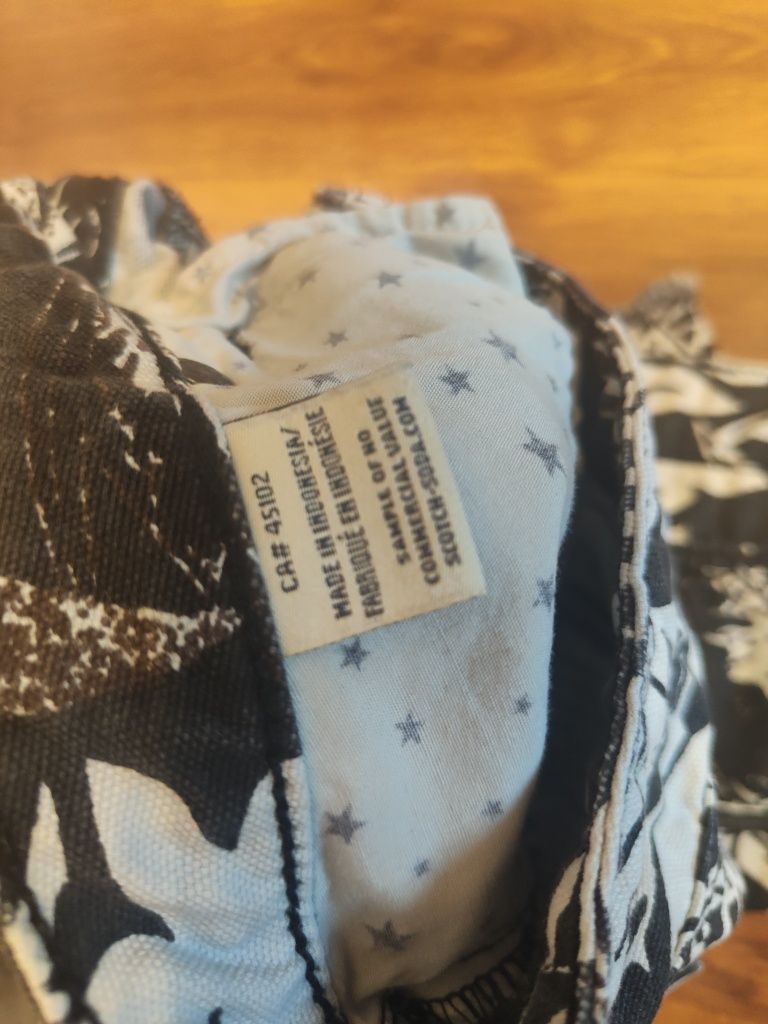 CA# 45102
MADE IN INDONESIA/
FABRIQUÉ EN INDONÉSIE
SAMPLE OF NO
COMMERCIAL VALUE
SCOTCH-SODA.COM